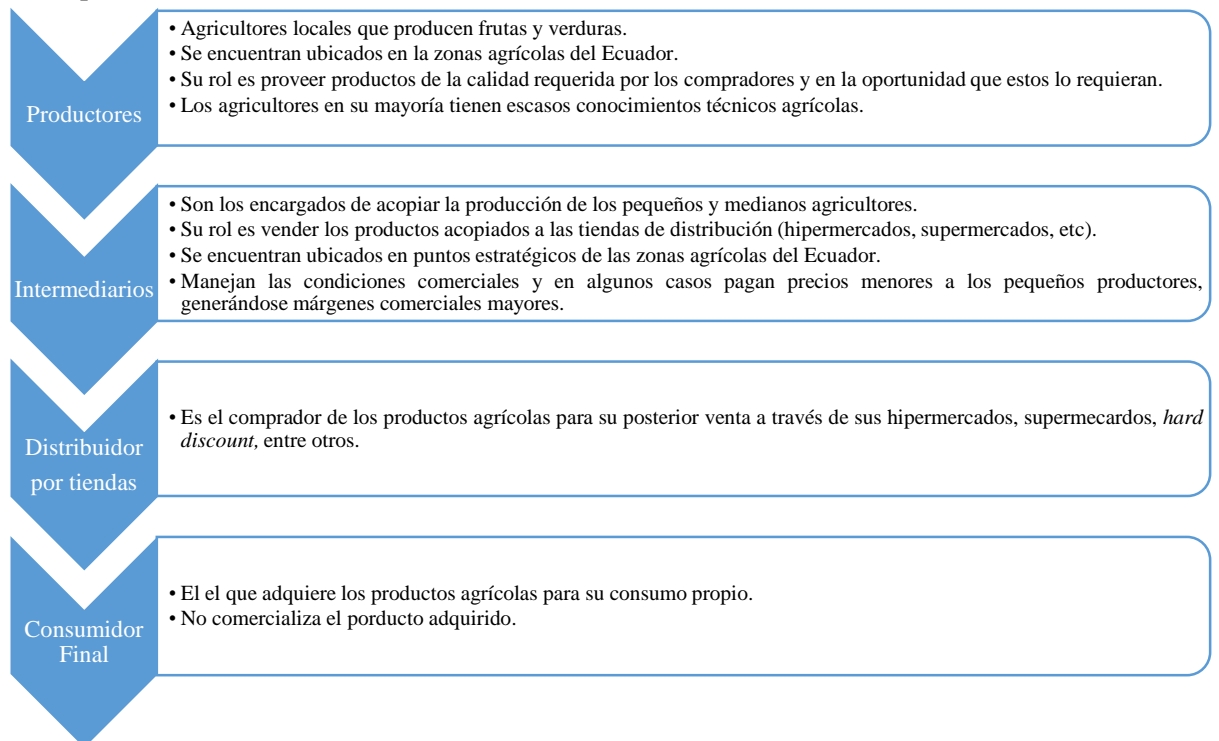 Productores
• Agricultores locales que producen frutas y verduras.
• Se encuentran ubicados en la zonas agrícolas del Ecuador.
• Su rol es proveer productos de la calidad requerida por los compradores y en la oportunidad que estos lo requieran.
• Los agricultores en su mayoría tienen escasos conocimientos técnicos agrícolas.
Intermediarios
• Son los encargados de acopiar la producción de los pequeños y medianos agricultores.
• Su rol es vender los productos acopiados a las tiendas de distribución (hipermercados, supermercados, etc).
• Se encuentran ubicados en puntos estratégicos de las zonas agrícolas del Ecuador.
• Manejan las condiciones comerciales y en algunos casos pagan precios menores a los pequeños productores,
generándose márgenes comerciales mayores.
Distribuidor
por tiendas
• Es el comprador de los productos agrícolas para su posterior venta a través de sus hipermercados, supermecardos, hard
discount, entre otros.
Consumidor
Final
• El el que adquiere los productos agrícolas para su consumo propio.
• No comercializa el porducto adquirido.